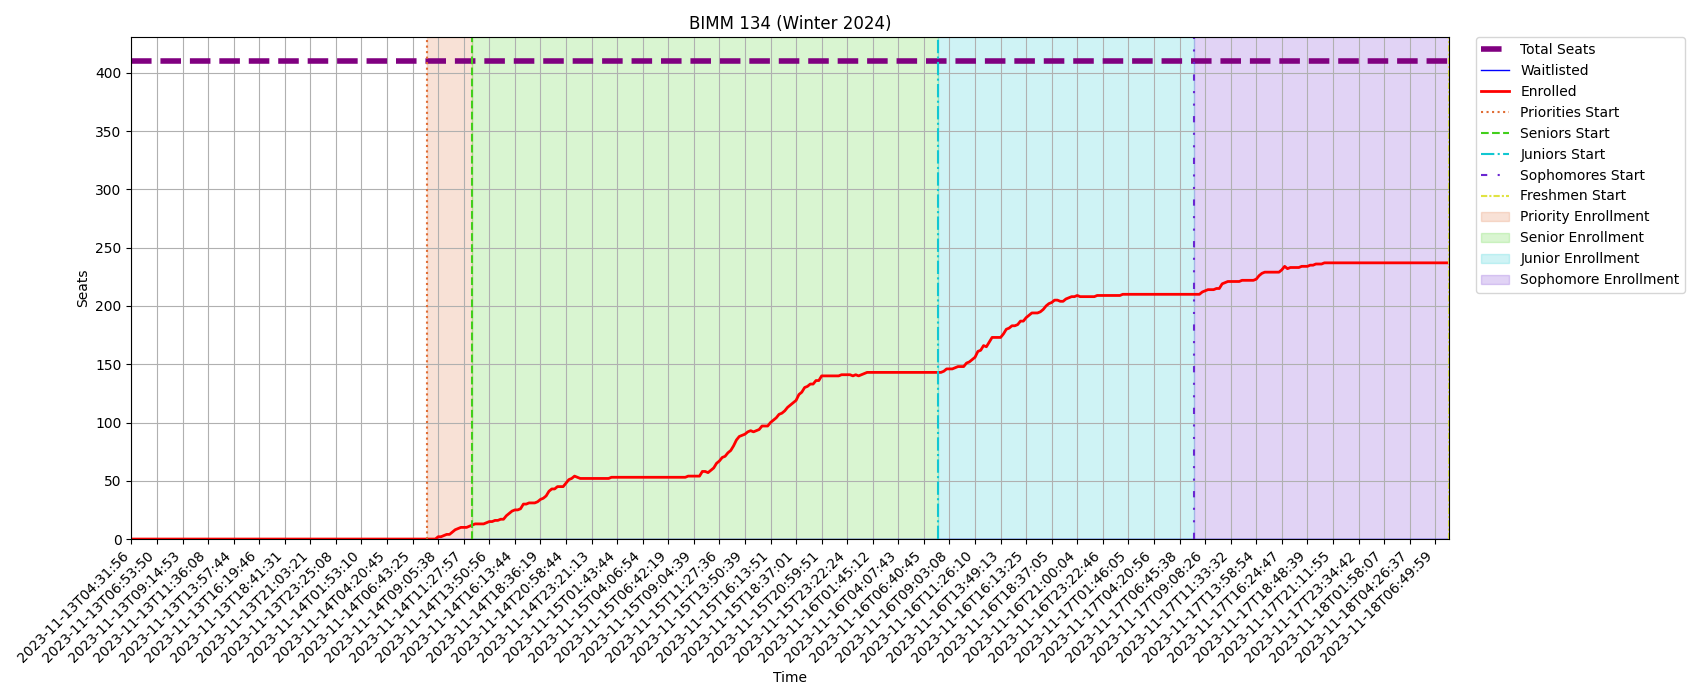 BIMM 134 (Winter 2024)
Seats
400
350
300
250
200
150
100
50
0
2023-11-13T04:31:56
2023-11-13T06:53:50
2023-11-13T09:14:53
2023-11-13T11:36:08
2023-11-13T13:57:44
2023-11-13T16:19:46
2023-11-13T18:41:31
2023-11-13T21:03:21
2023-11-13T23:25:08
2023-11-14T01:53:10
2023-11-14T04:20:45
2023-11-14T06:43:25
2023-11-14T09:05:38
2023-11-14T11:27:57
2023-11-14T13:50:56
2023-11-14T16:13:44
2023-11-14T18:36:19
2023-11-14T20:58:44
2023-11-14T23:21:13
2023-11-15T01:43:44
2023-11-15T04:06:54
2023-11-15T06:42:19
2023-11-15T09:04:39
2023-11-15T11:27:36
2023-11-15T13:50:39
2023-11-15T16:13:51
2023-11-15T18:37:01
2023-11-15T20:59:51
2023-11-15T23:22:24
2023-11-16T01:45:12
2023-11-16T04:07:43
2023-11-16T06:40:45
2023-11-16T09:03:08
2023-11-16T11:26:10
2023-11-16T13:49:13
2023-11-16T16:13:25
2023-11-16T18:37:05
2023-11-16T21:00:04
2023-11-16T23:22:46
2023-11-17T01:46:05
2023-11-17T04:20:56
2023-11-17T06:45:38
2023-11-17T09:08:26
2023-11-17T11:33:32
2023-11-17T13:58:54
2023-11-17T16:24:47
2023-11-17T18:48:39
2023-11-17T21:11:55
2023-11-17T23:34:42
2023-11-18T01:58:07
2023-11-18T04:26:37
2023-11-18T06:49:59
Time
Total Seats
Waitlisted
Enrolled
Priorities Start
Seniors Start
Juniors Start
Sophomores Start
Freshmen Start
Priority Enrollment
Senior Enrollment
Junior Enrollment
Sophomore Enrollment